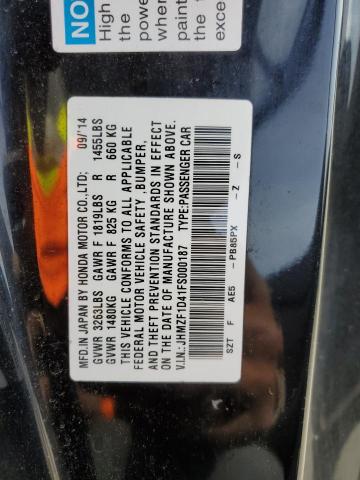 NO
High
the
powe
when
paint
the
exce
MFD.IN JAPAN BY HONDA MOTOR CO.,LTD; 09/'14
GVWR 3263LBS GAWR F 1819LBS R 1455LBS
GVWR 1480KG GAWR F 825 KG R 660 KG
THIS VEHICLE CONFORMS TO ALL APPLICABLE
FEDERAL MOTOR VEHICLE SAFETY ,BUMPER,
AND THEFT PREVENTION STANDARDS IN EFFECT
ON THE DATE OF MANUFACTURE SHOWN ABOVE.
V.I.N.: JHMZF1D41FS000187 TYPE:PASSENGER CAR
SZT F AE5 -PB85PX -Z -S